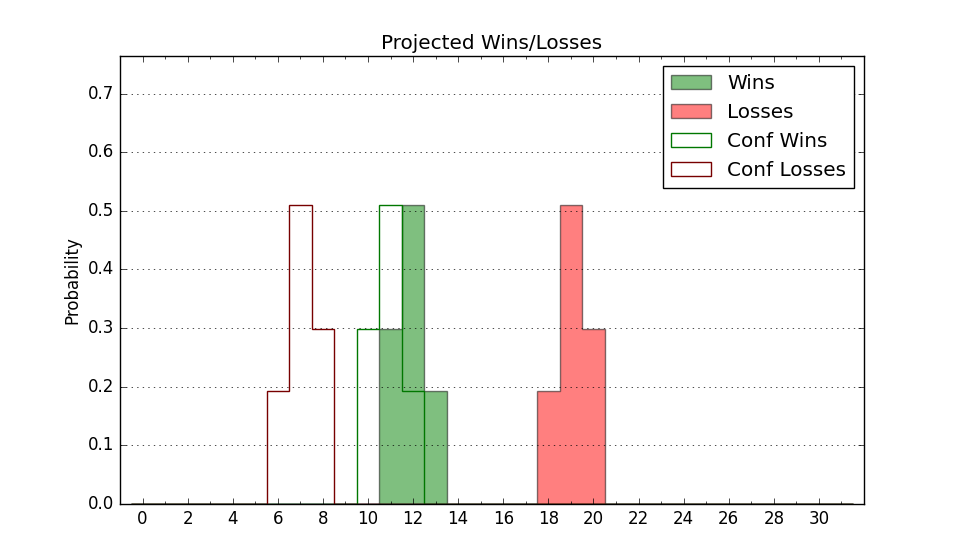 Projected Wins/Losses
Wins
Losses
Conf Wins
Conf Losses
Probability
0.7
0.6
0.5
0.4
0.3
0.2
0.1
0.0
0 2 4 6 8 10 12 14 16 18 20 22 24 26 28 30